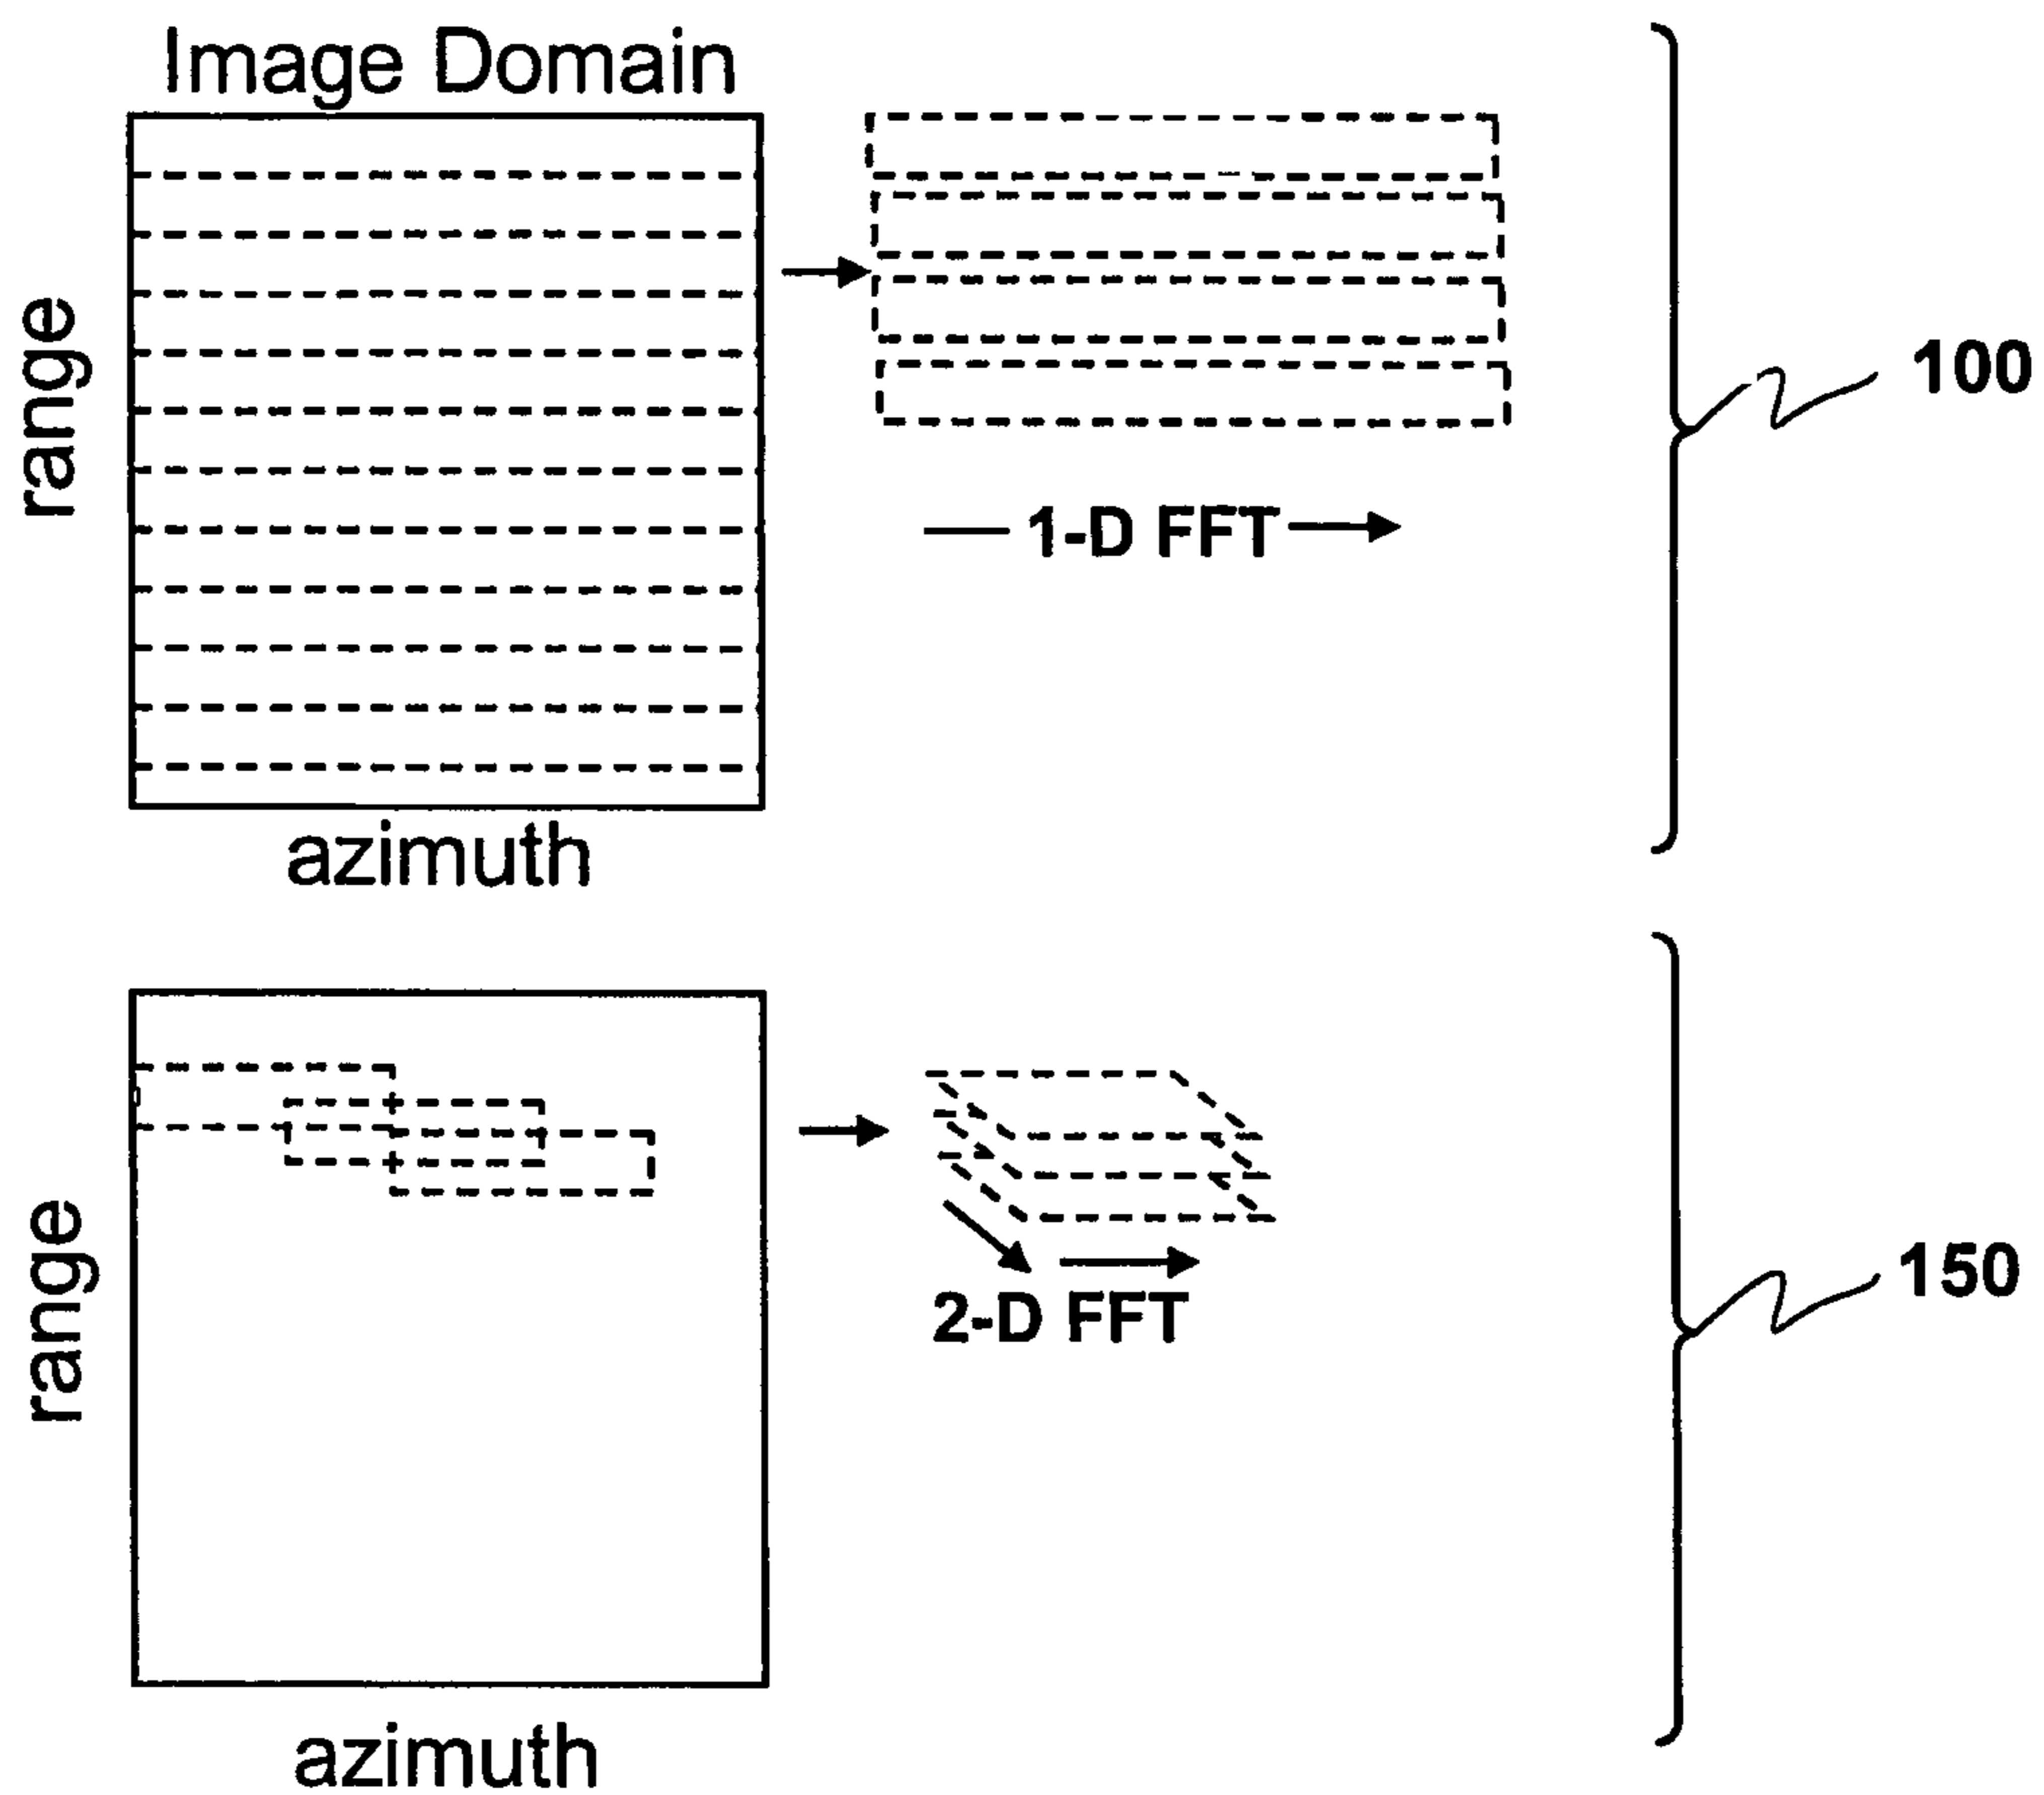 Image Domain
range
azimuth
1-D FFT
100
range
azimuth
2-D FFT
150